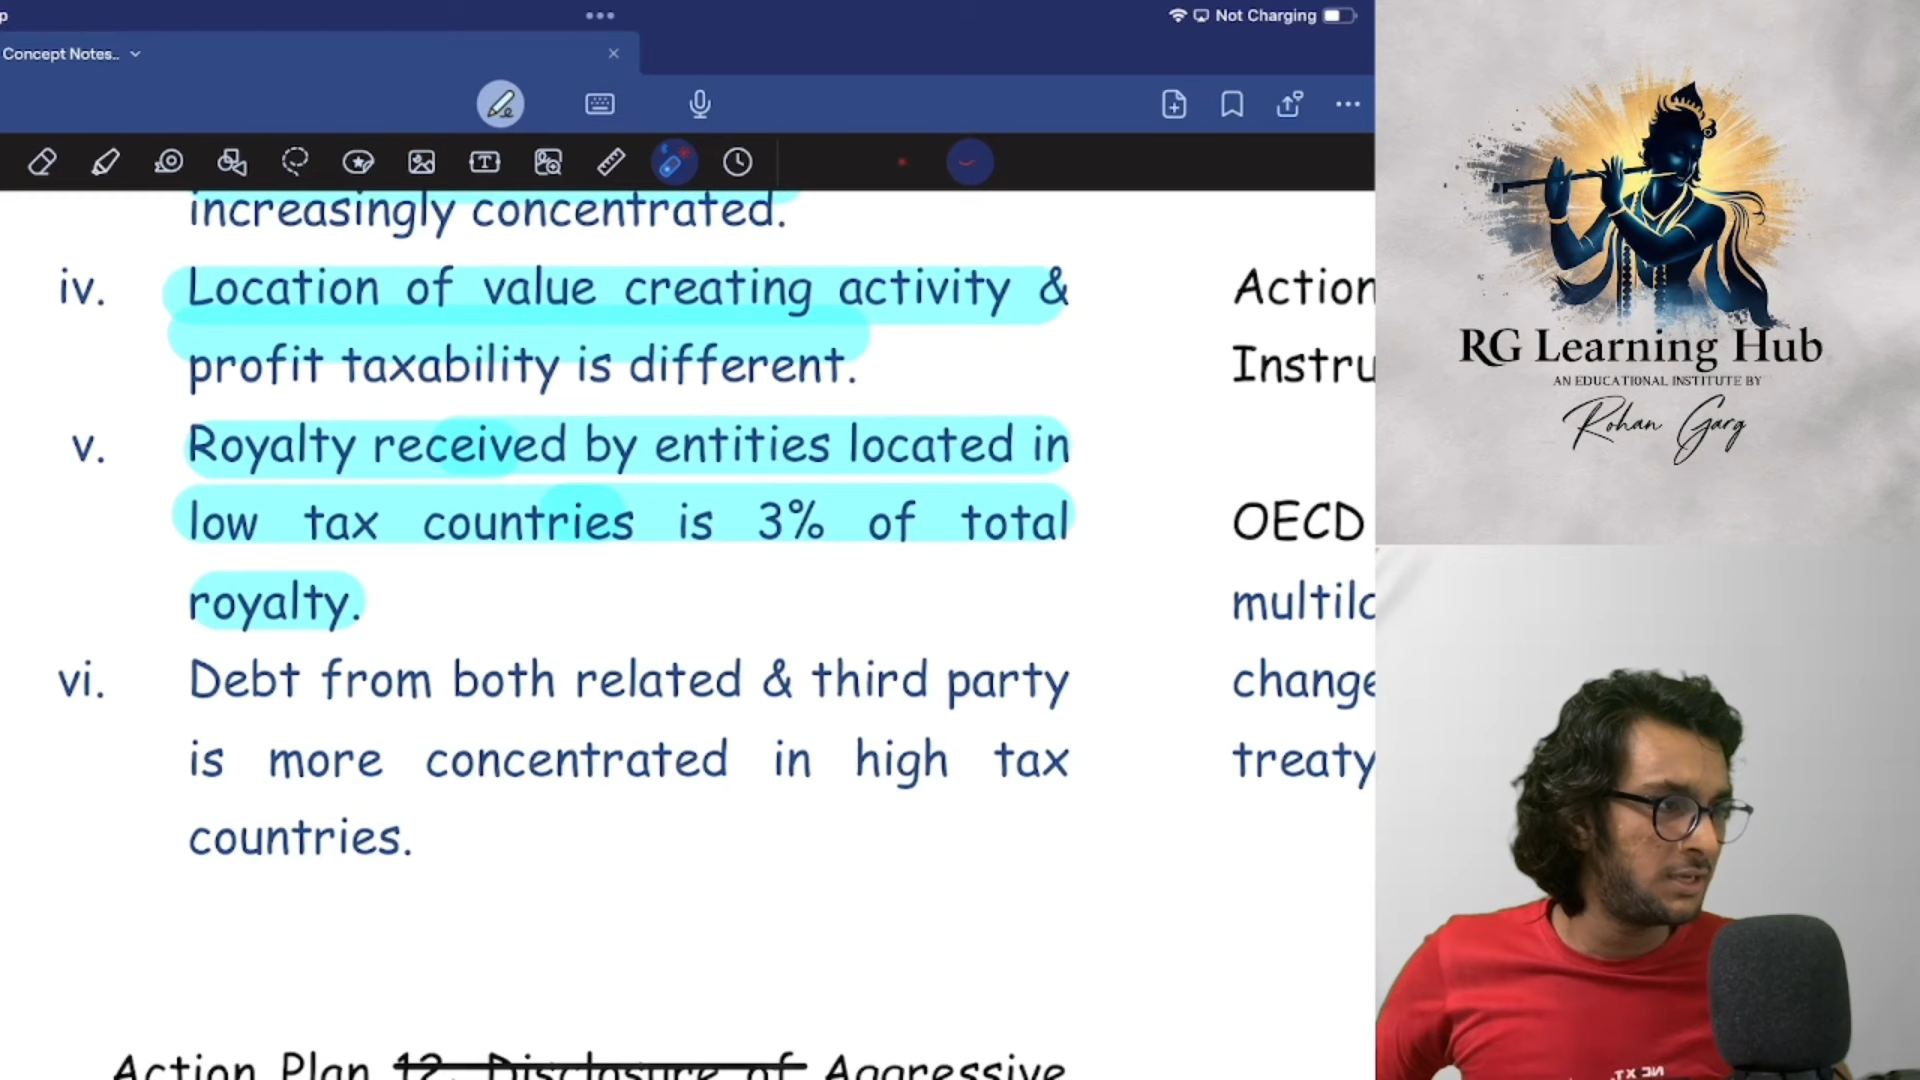 p
Not Charging
Concept Notes..
increasingly concentrated.
iv. Location of value creating activity &
profit taxability is different.
v. Royalty received by entities located in
low tax countries is 3% of total
royalty.
vi. Debt from both related & third party
is more concentrated in high tax
countries.
Action Plan 12. Disclosure of Aggressive
Action
Instru
OECD
multila
change
treaty
RG Learning Hub
AN EDUCATIONAL INSTITUTE BY
Rohan Garg